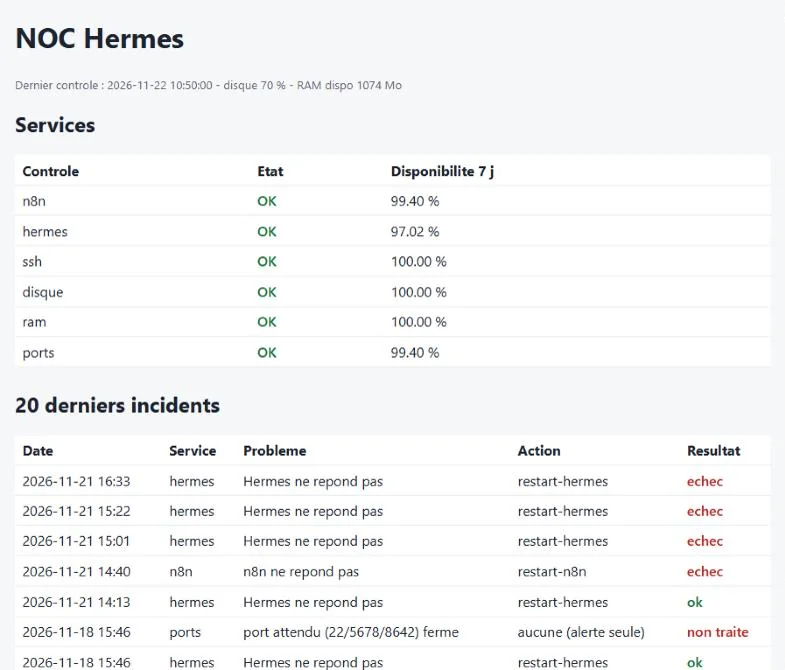 NOC Hermes
Dernier controle : 2026-11-22 10:50:00 - disque 70 % - RAM dispo 1074 Mo
Services
Controle Etat Disponibilite 7 j
n8n OK 99.40 %
hermes OK 97.02 %
ssh OK 100.00 %
disque OK 100.00 %
ram OK 100.00 %
ports OK 99.40 %
20 derniers incidents
Date Service Probleme Action Resultat
2026-11-21 16:33 hermes Hermes ne repond pas restart-hermes echec
2026-11-21 15:22 hermes Hermes ne repond pas restart-hermes echec
2026-11-21 15:01 hermes Hermes ne repond pas restart-hermes echec
2026-11-21 14:40 n8n n8n ne repond pas restart-n8n echec
2026-11-21 14:13 hermes Hermes ne repond pas restart-hermes ok
2026-11-18 15:46 ports port attendu (22/5678/8642) ferme aucune (alerte seule) non traite
2026-11-18 15:46 hermes Hermes ne repond pas restart-hermes ok